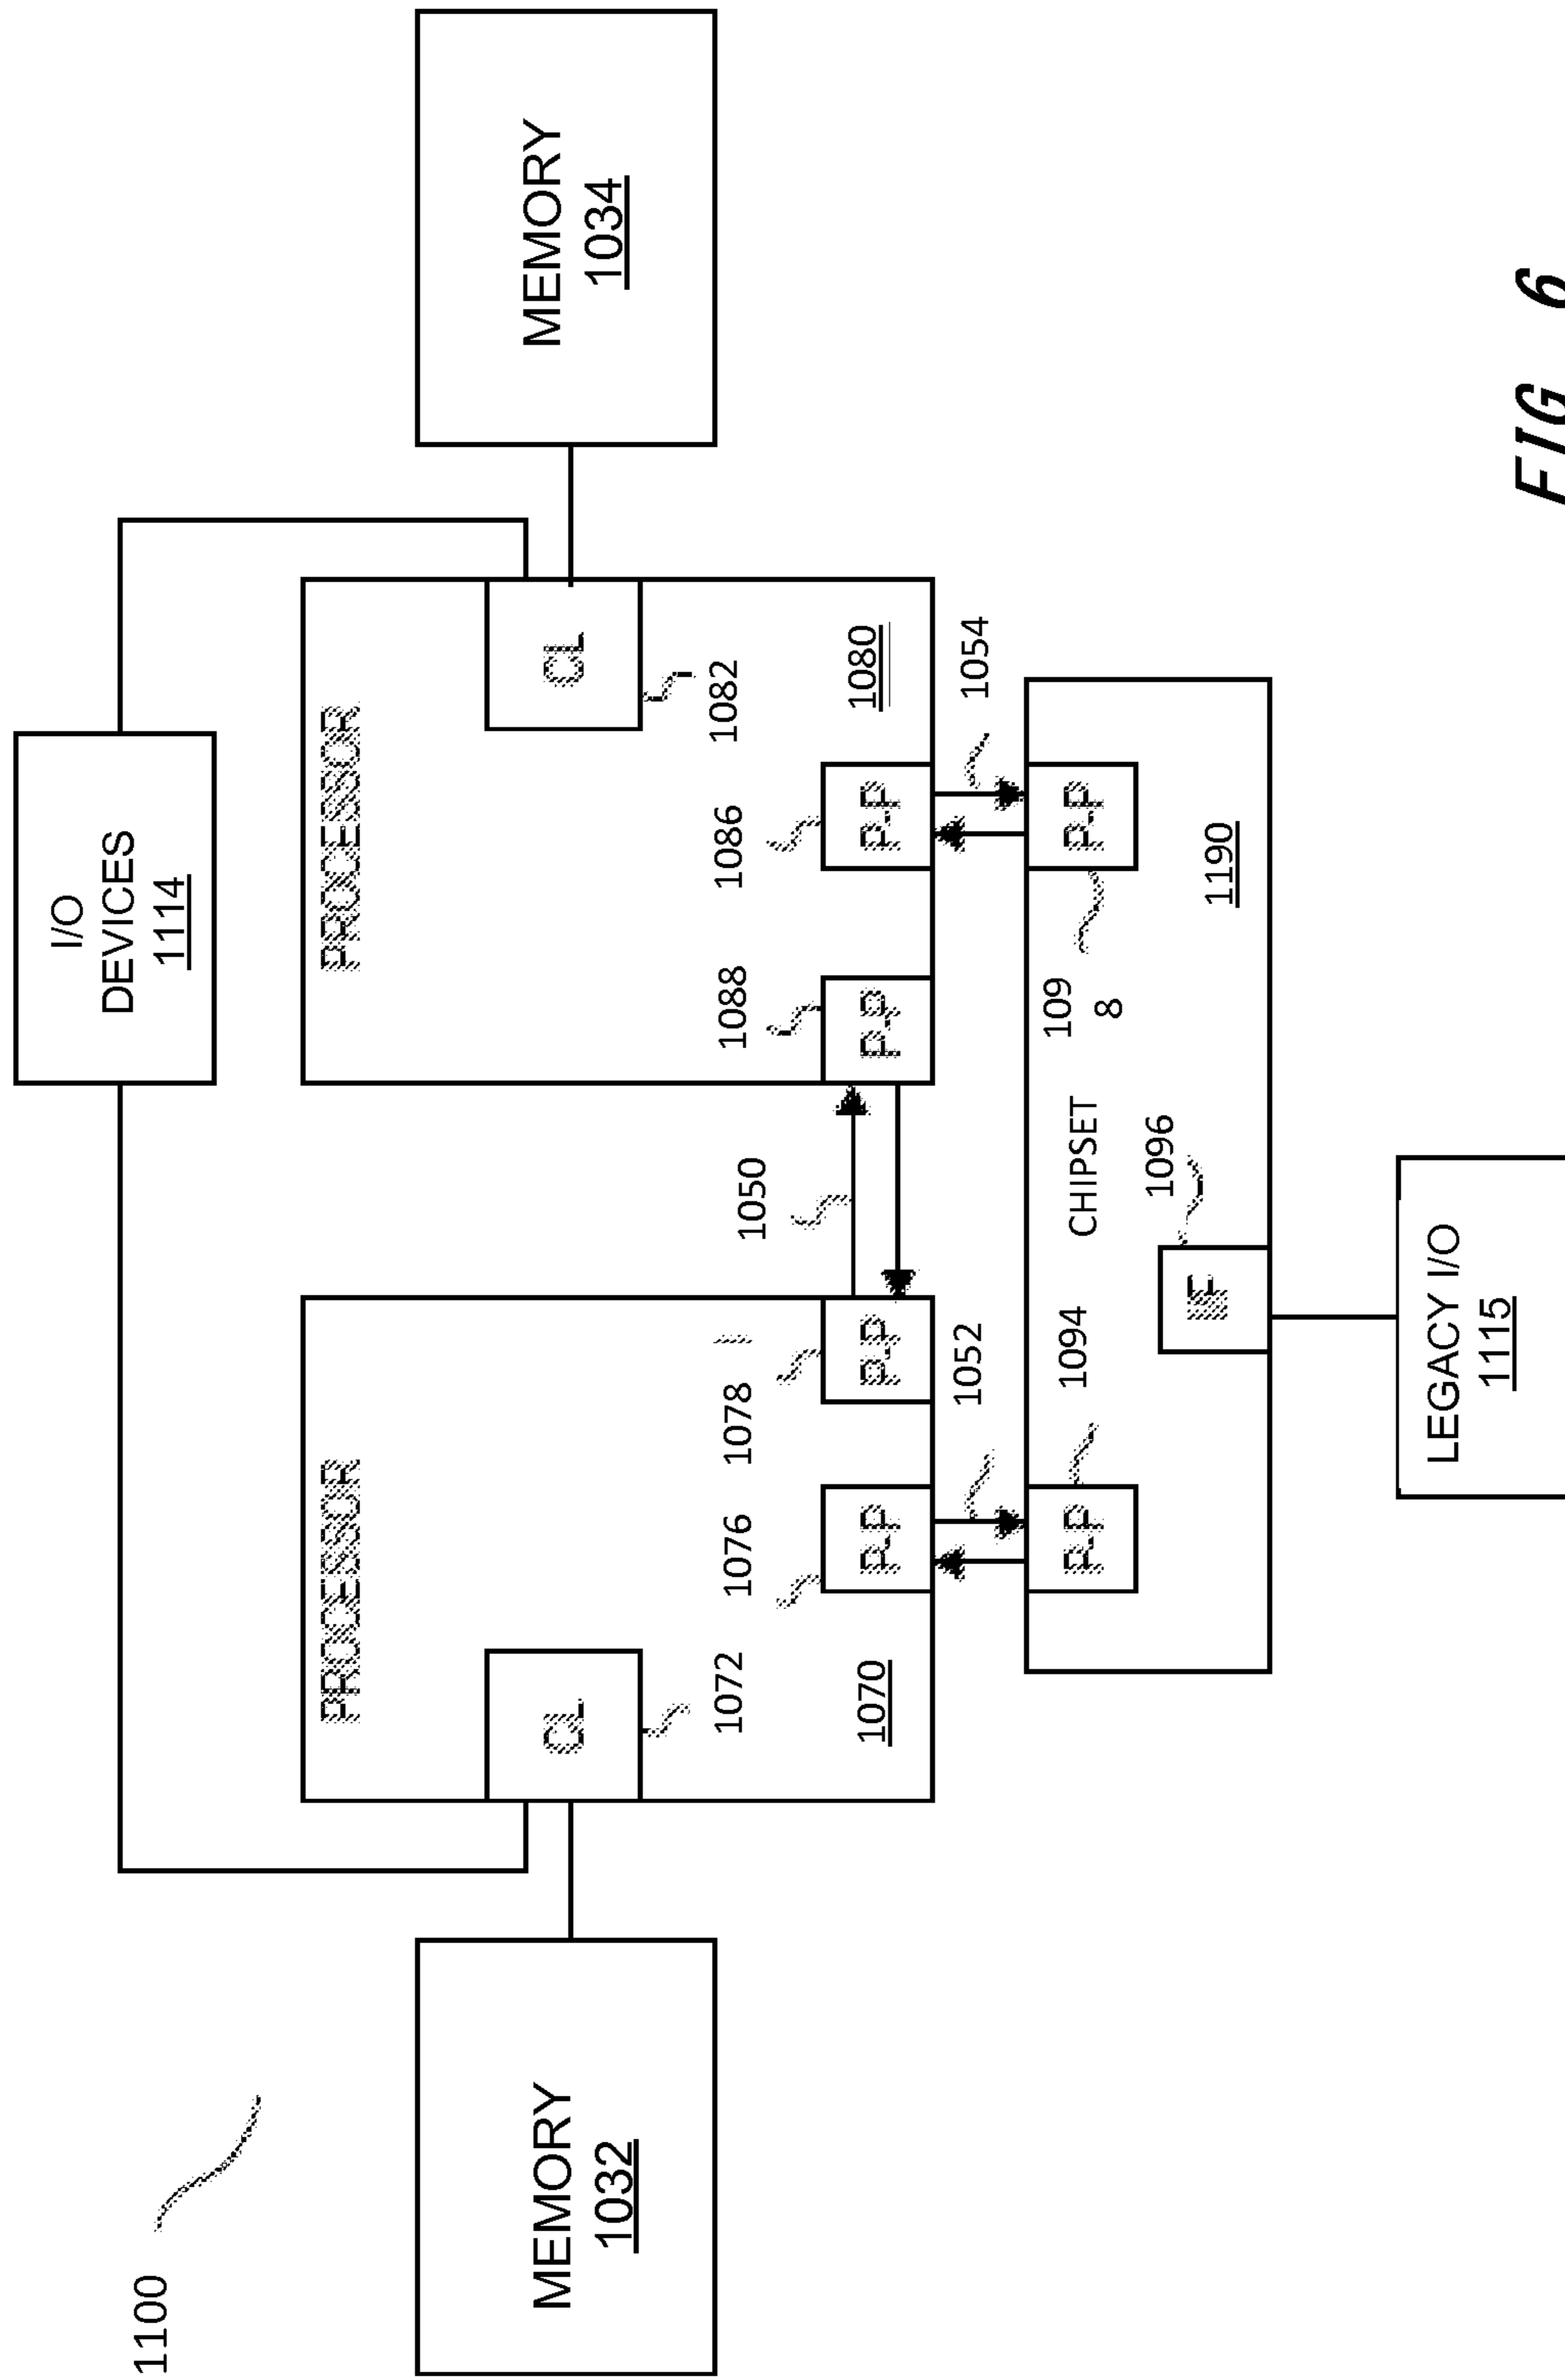 1100
I/O
DEVICES
1114
PROCESSOR
PROCESSOR
MEMORY
1032
CL
CL
MEMORY
1034
1072
1076
1078
1050
1088
1086
1082
1070
P-P
P-P
P-P
P-P
1080
1052
1054
P-P
1094
CHIPSET
109
8
P-P
1096
1190
LEGACY I/O
1115
FIG 6